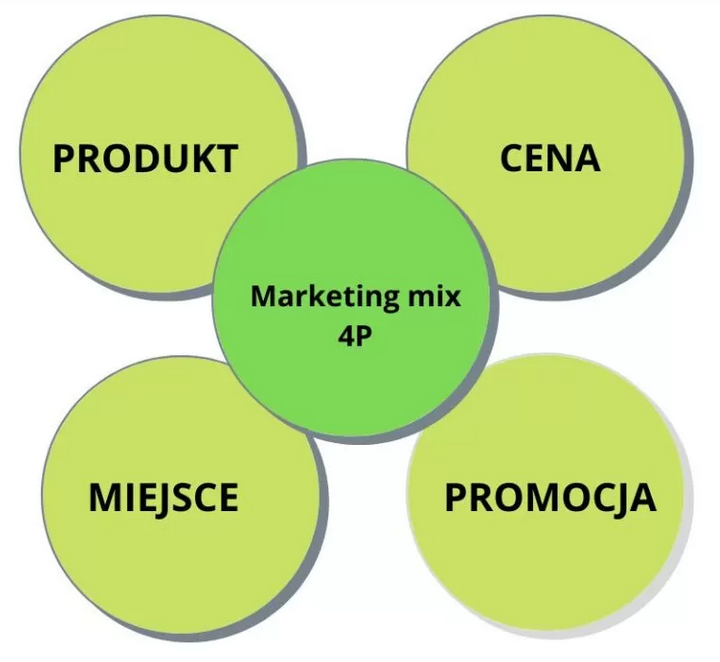 PRODUKT
CENA
Marketing mix
4P
MIEJSCE
PROMOCJA